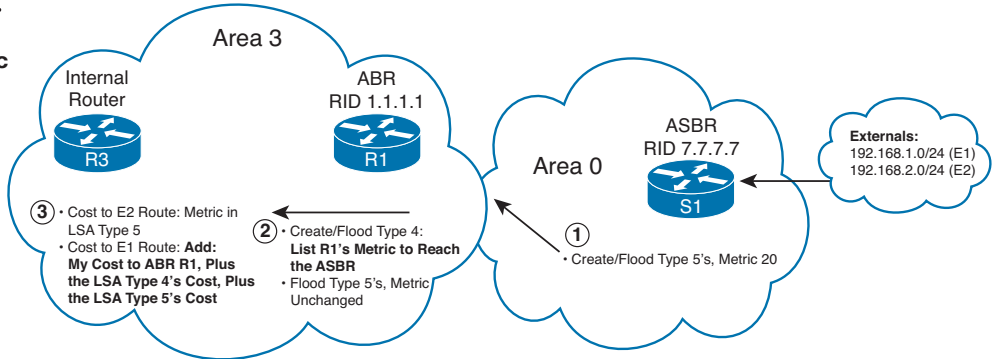 c
Area 3
Internal
Router
R3
ABR
RID 1.1.1.1
R1
Area 0
ASBR
RID 7.7.7.7
S1
Externals:
192.168.1.0/24 (E1)
192.168.2.0/24 (E2)
③
• Cost to E2 Route: Metric in
LSA Type 5
• Cost to E1 Route: Add:
My Cost to ABR R1, Plus
the LSA Type 4's Cost, Plus
the LSA Type 5's Cost
②
• Create/Flood Type 4:
List R1's Metric to Reach
the ASBR
• Flood Type 5's, Metric
Unchanged
①
• Create/Flood Type 5's, Metric 20